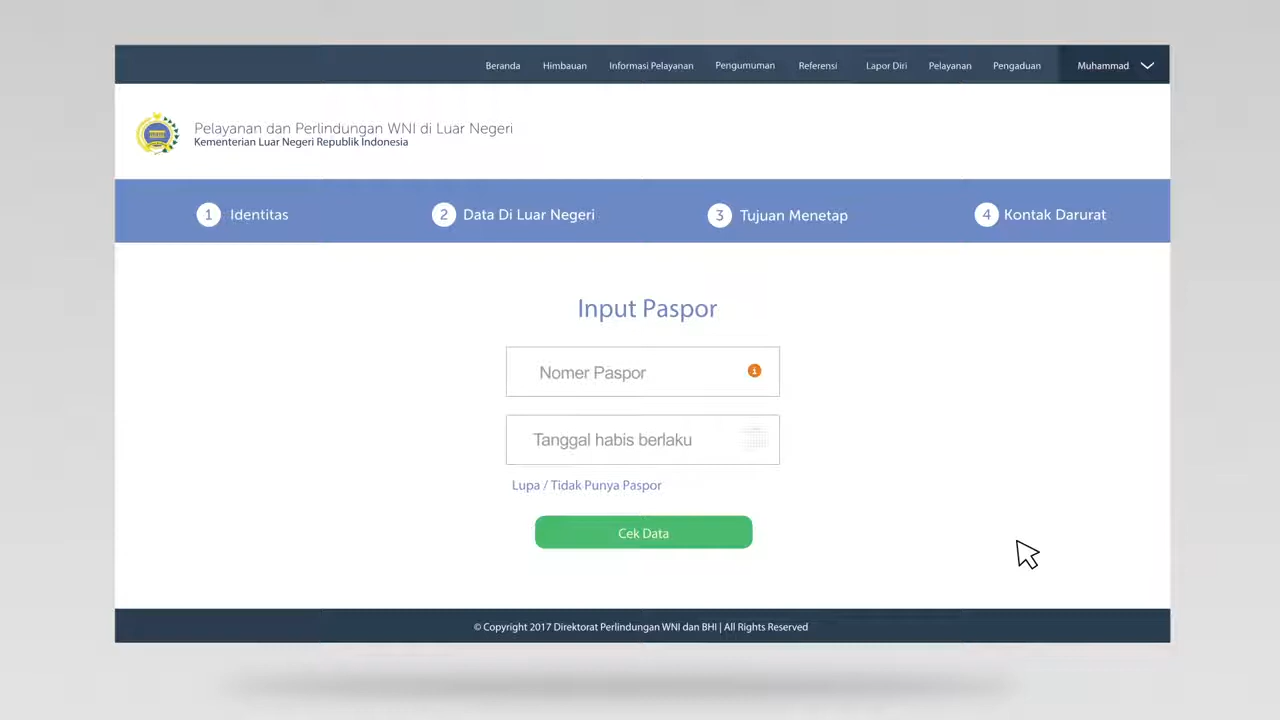 Beranda Himbauan Informasi Pelayanan Pengumuman Referensi Lapor Diri Pelayanan Pengaduan Muhammad
Pelayanan dan Perlindungan WNI di Luar Negeri
Kementerian Luar Negeri Republik Indonesia
1 Identitas 2 Data Di Luar Negeri 3 Tujuan Menetap 4 Kontak Darurat
Input Paspor
Nomer Paspor
Tanggal habis berlaku
Lupa / Tidak Punya Paspor
Cek Data
© Copyright 2017 Direktorat Perlindungan WNI dan BHI | All Rights Reserved